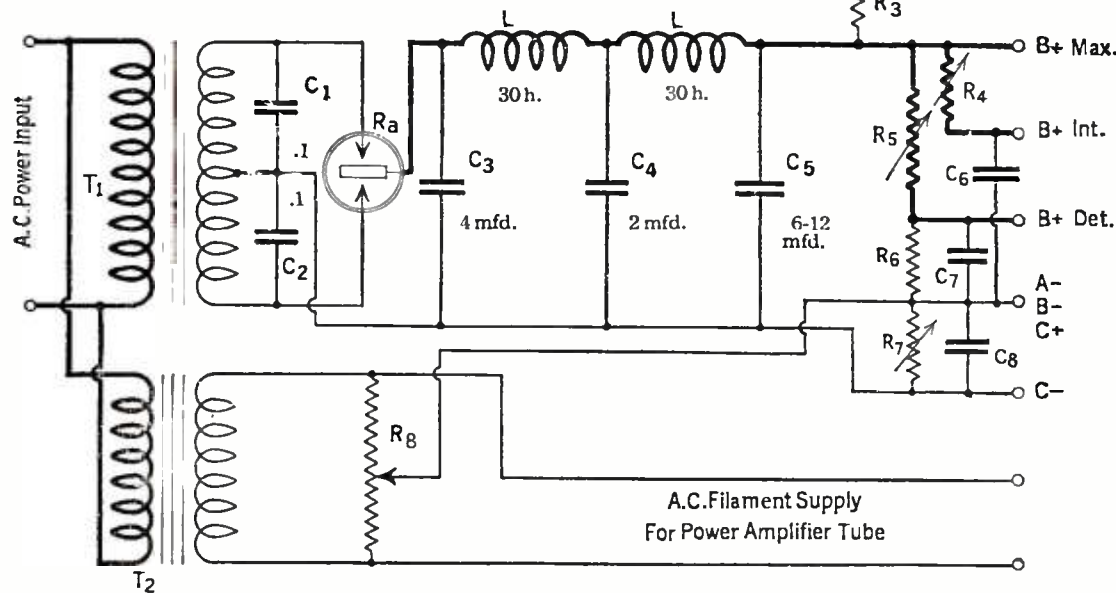 R3
L
L
B+ Max.
30 h.
30 h.
C1
Ra
R4
A.C. Power Input
T1
.1
R5
B+ Int.
C3
C4
C5
C6
.1
4 mfd.
2 mfd.
6-12
mfd.
B+ Det.
C2
R6
C7
A-
B-
C+
R7
C8
C-
R8
A.C. Filament Supply
For Power Amplifier Tube
T2